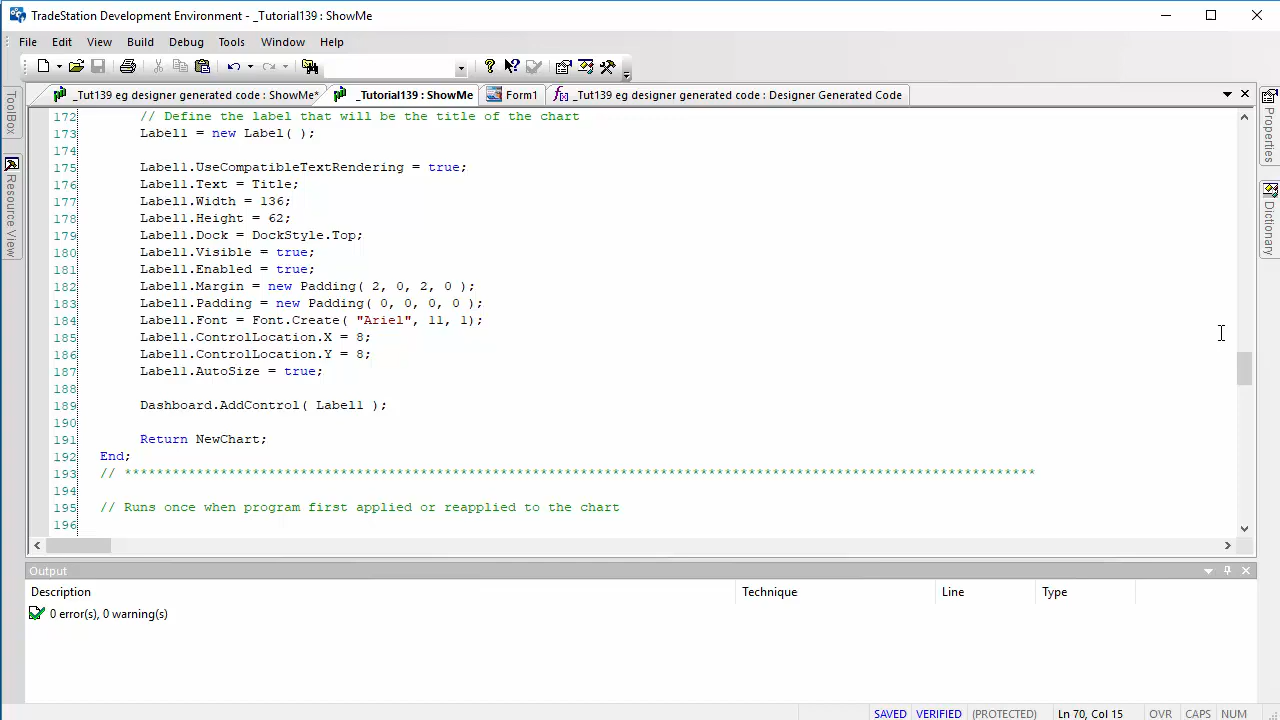 TradeStation Development Environment - _Tutorial139 : ShowMe
File Edit View Build Debug Tools Window Help
_Tut139 eg designer generated code : ShowMe* _Tutorial139 : ShowMe Form1 _Tut139 eg designer generated code : Designer Generated Code
ToolBox
Resource View
Properties
Dictionary
172 // Define the label that will be the title of the chart
173 Label1 = new Label( );
174
175 Label1.UseCompatibleTextRendering = true;
176 Label1.Text = Title;
177 Label1.Width = 136;
178 Label1.Height = 62;
179 Label1.Dock = DockStyle.Top;
180 Label1.Visible = true;
181 Label1.Enabled = true;
182 Label1.Margin = new Padding( 2, 0, 2, 0 );
183 Label1.Padding = new Padding( 0, 0, 0, 0 );
184 Label1.Font = Font.Create( "Ariel", 11, 1);
185 Label1.ControlLocation.X = 8;
186 Label1.ControlLocation.Y = 8;
187 Label1.AutoSize = true;
188
189 Dashboard.AddControl( Label1 );
190
191 Return NewChart;
192 End;
193 // ******************************************************************************************************************
194
195 // Runs once when program first applied or reapplied to the chart
196
Output
Description Technique Line Type
0 error(s), 0 warning(s)
SAVED VERIFIED (PROTECTED) Ln 70, Col 15 OVR CAPS NUM